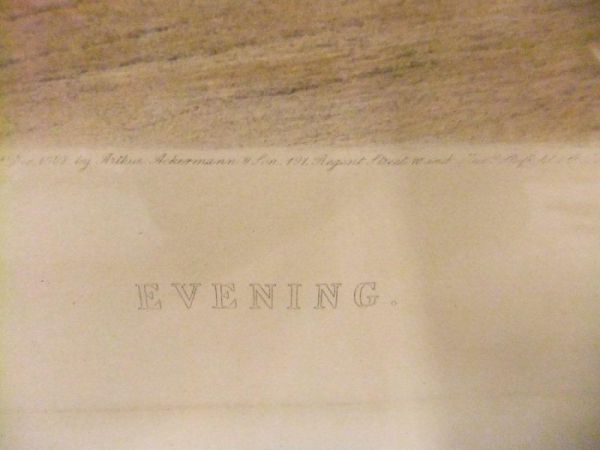 by Arthur Ackermann & Son, 191, Regent Street W and
EVENING.